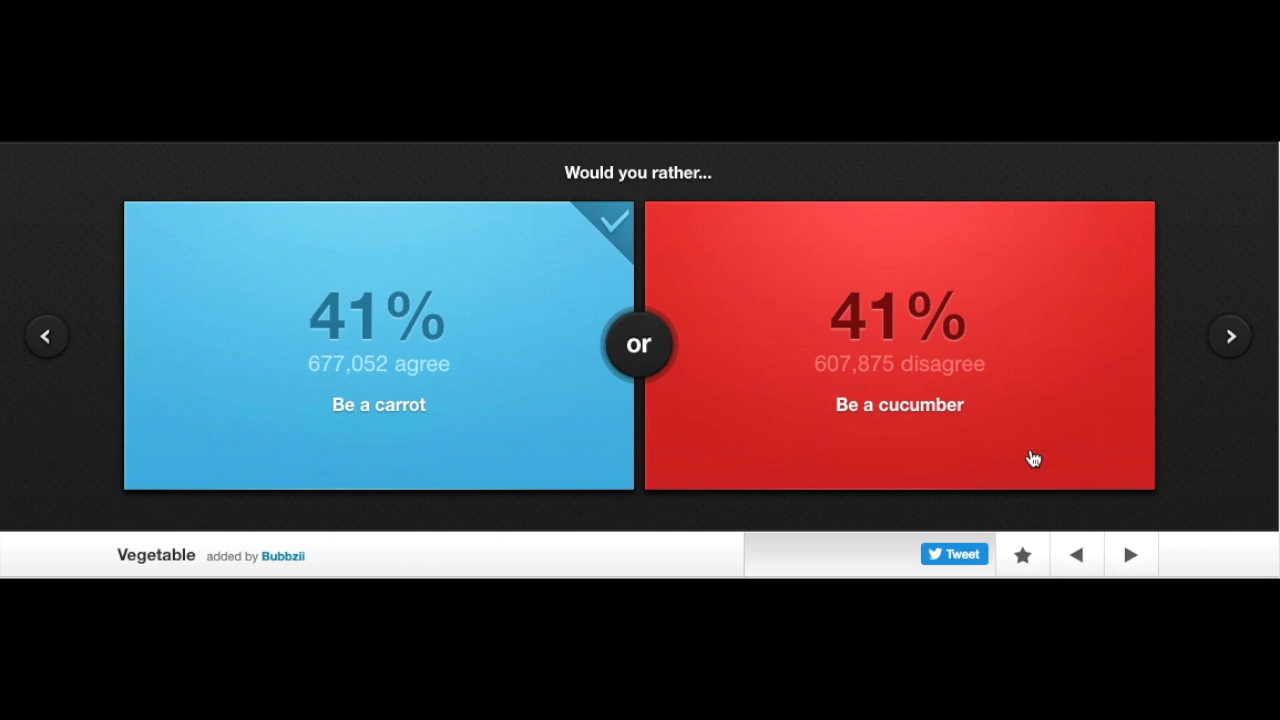 Would you rather...
41%
677,052 agree
Be a carrot
or
41%
607,875 disagree
Be a cucumber
Vegetable added by Bubbzii
Tweet